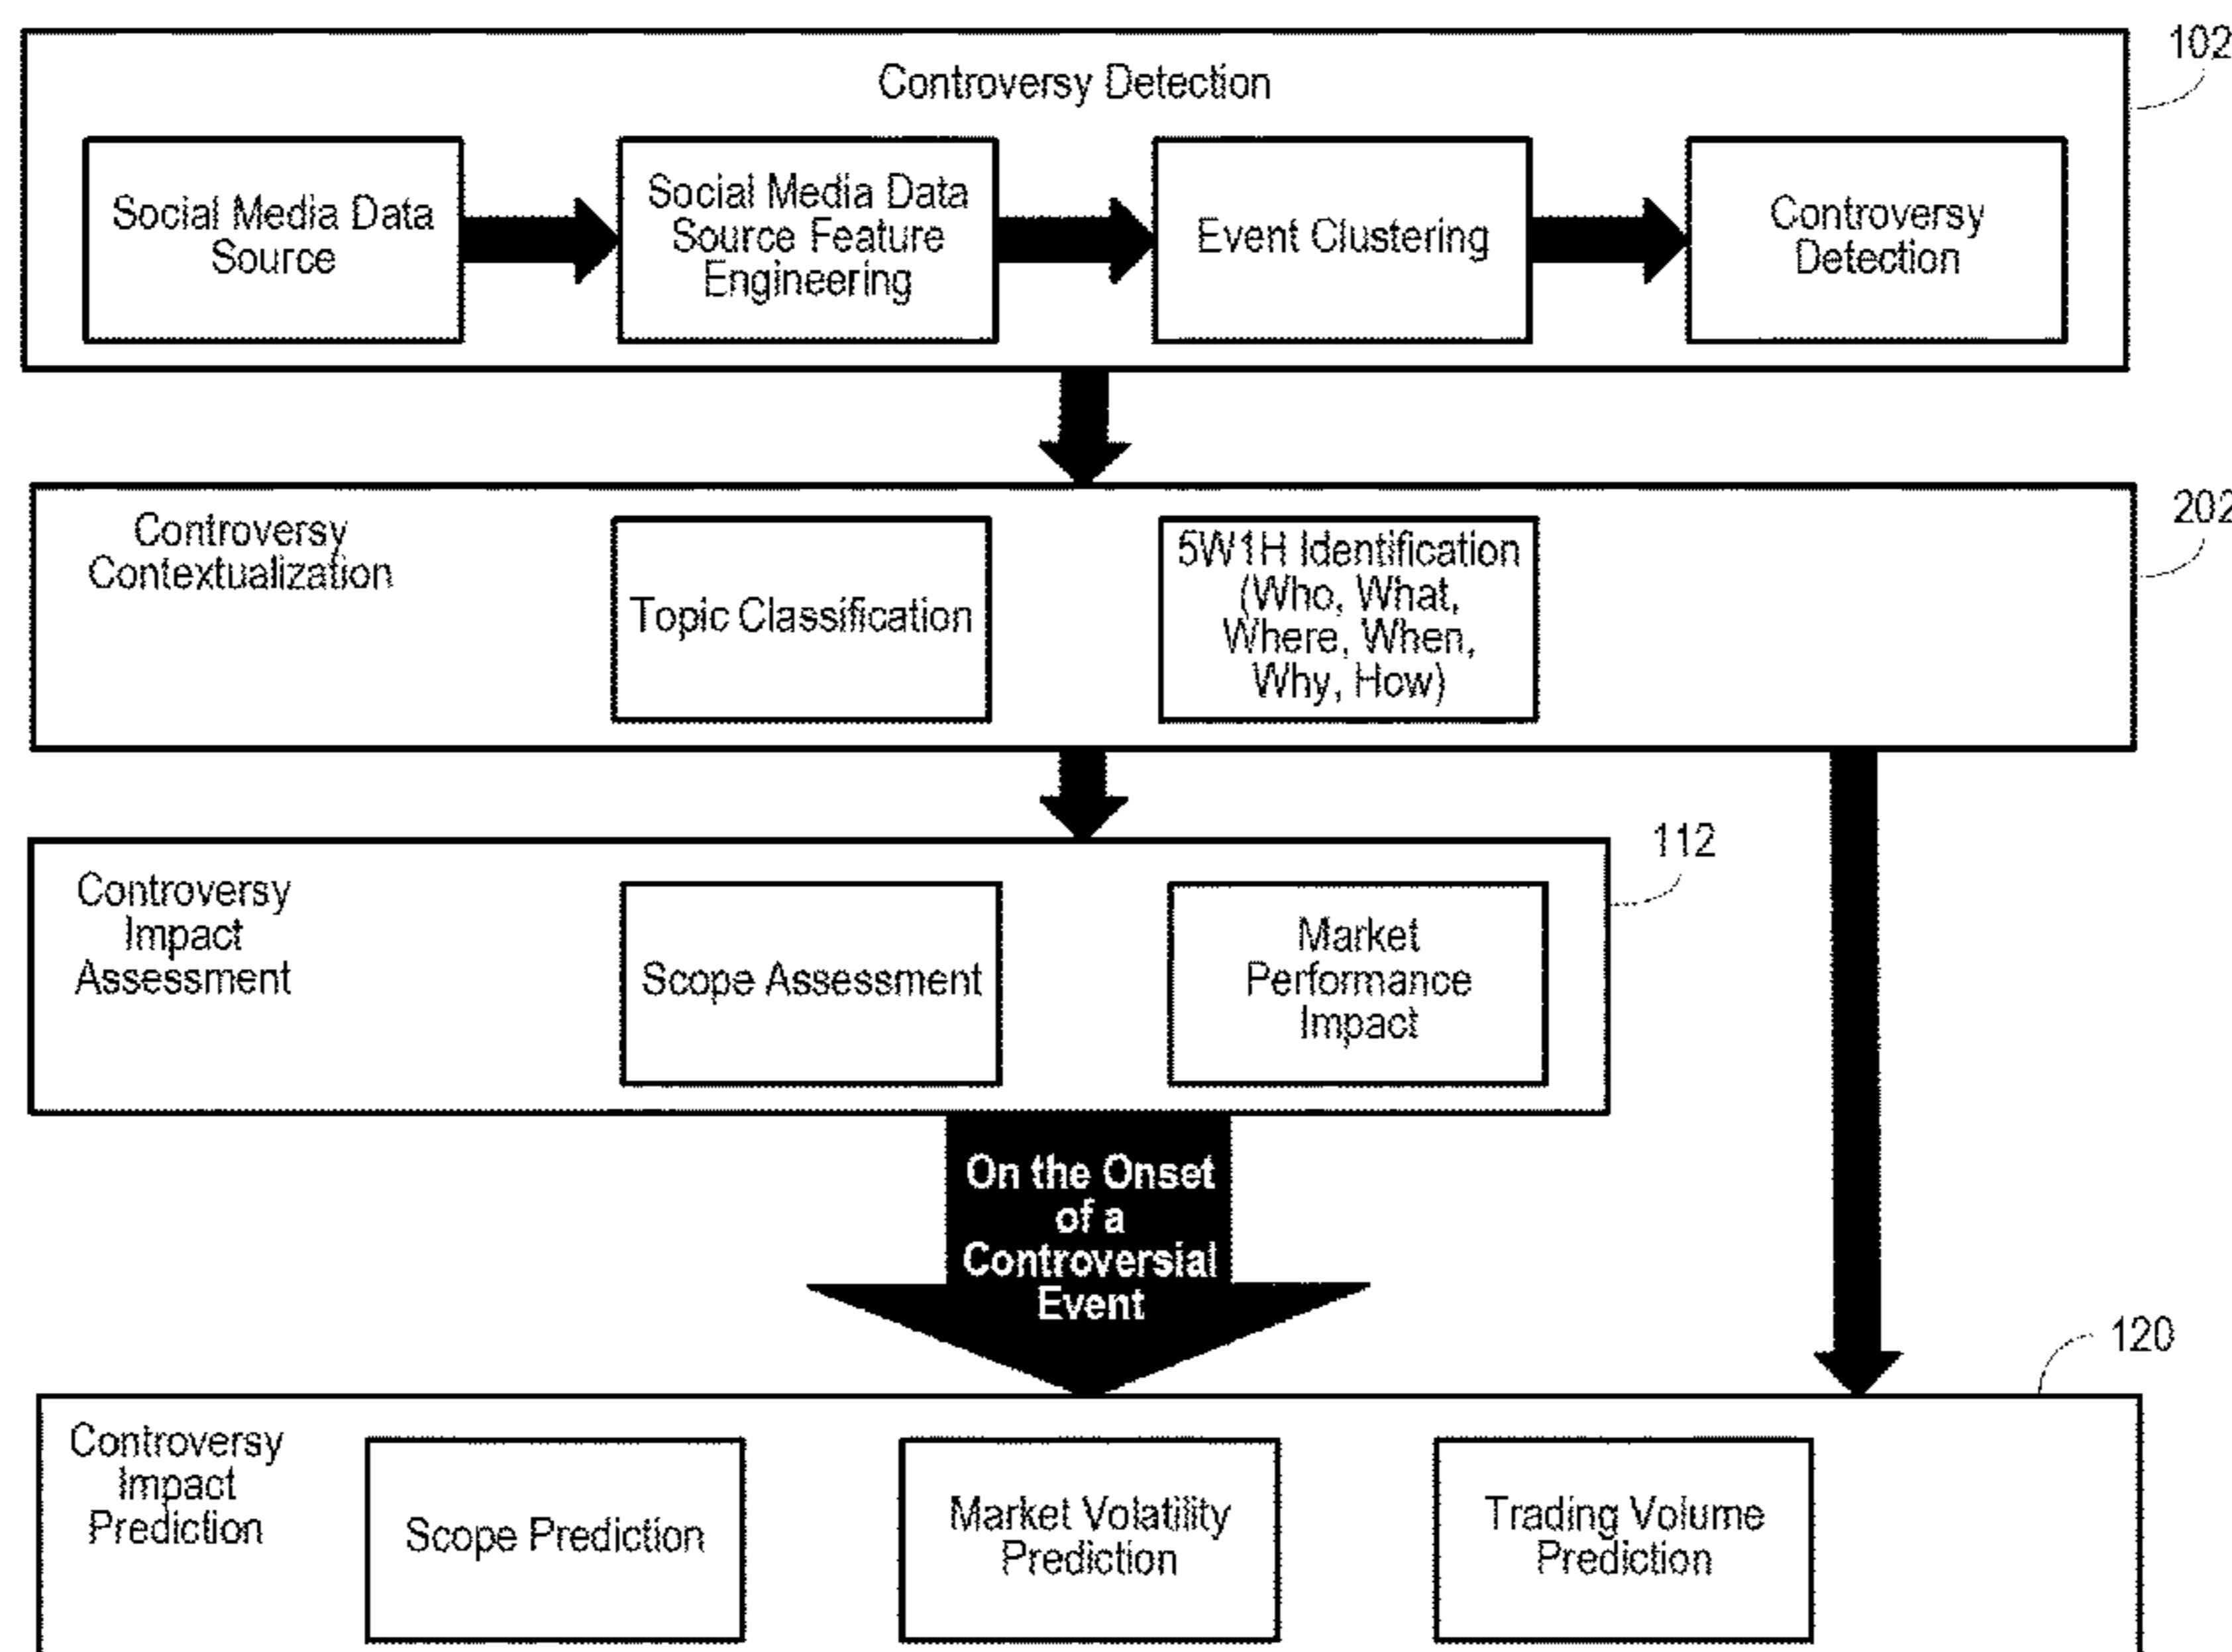 102
Controversy Detection
Social Media Data
Source
Social Media Data
Source Feature
Engineering
Event Clustering
Controversy
Detection
202
Controversy
Contextualization
Topic Classification
5W1H Identification
(Who, What,
Where, When,
Why, How)
112
Controversy
Impact
Assessment
Scope Assessment
Market
Performance
Impact
On the Onset
of a
Controversial
Event
120
Controversy
Impact
Prediction
Scope Prediction
Market Volatility
Prediction
Trading Volume
Prediction